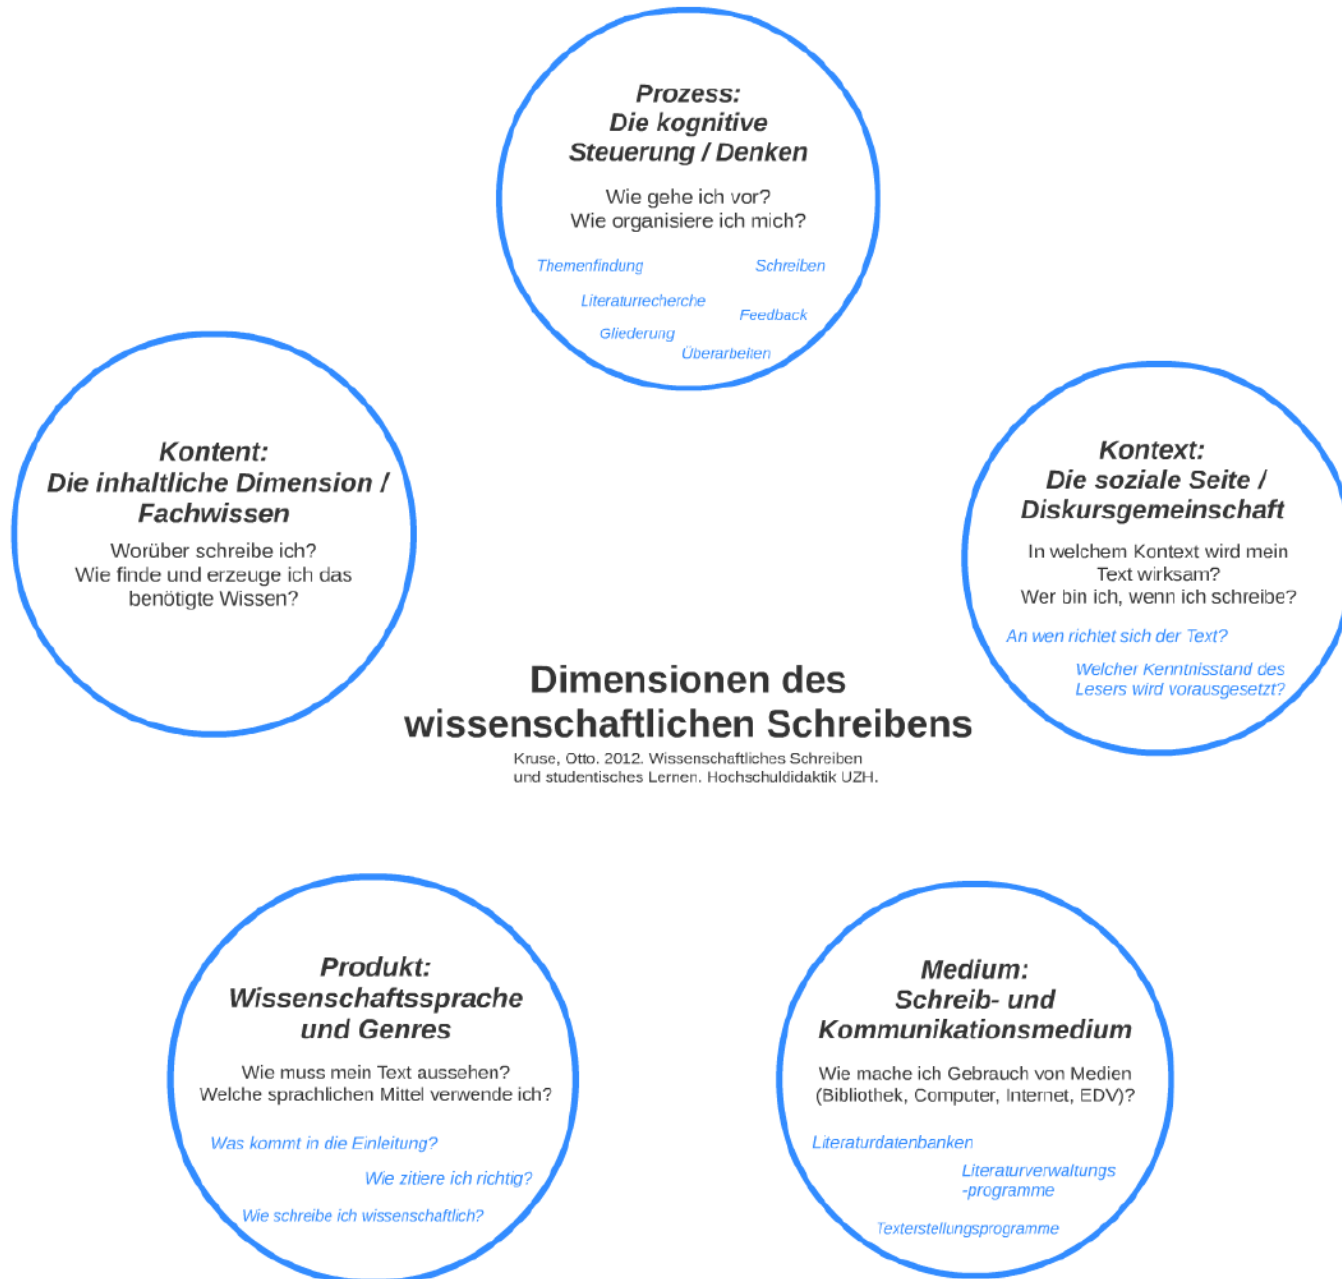 Prozess:
Die kognitive
Steuerung / Denken
Wie gehe ich vor?
Wie organisiere ich mich?
Themenfindung
Schreiben
Literaturrecherche
Feedback
Gliederung
Überarbeiten
Kontent:
Die inhaltliche Dimension /
Fachwissen
Worüber schreibe ich?
Wie finde und erzeuge ich das
benötigte Wissen?
Kontext:
Die soziale Seite /
Diskursgemeinschaft
In welchem Kontext wird mein
Text wirksam?
Wer bin ich, wenn ich schreibe?
An wen richtet sich der Text?
Welcher Kenntnisstand des
Lesers wird vorausgesetzt?
Dimensionen des
wissenschaftlichen Schreibens
Kruse, Otto. 2012. Wissenschaftliches Schreiben
und studentisches Lernen. Hochschuldidaktik UZH.
Produkt:
Wissenschaftssprache
und Genres
Wie muss mein Text aussehen?
Welche sprachlichen Mittel verwende ich?
Was kommt in die Einleitung?
Wie zitiere ich richtig?
Wie schreibe ich wissenschaftlich?
Medium:
Schreib- und
Kommunikationsmedium
Wie mache ich Gebrauch von Medien
(Bibliothek, Computer, Internet, EDV)?
Literaturdatenbanken
Literaturverwaltungs
-programme
Texterstellungsprogramme